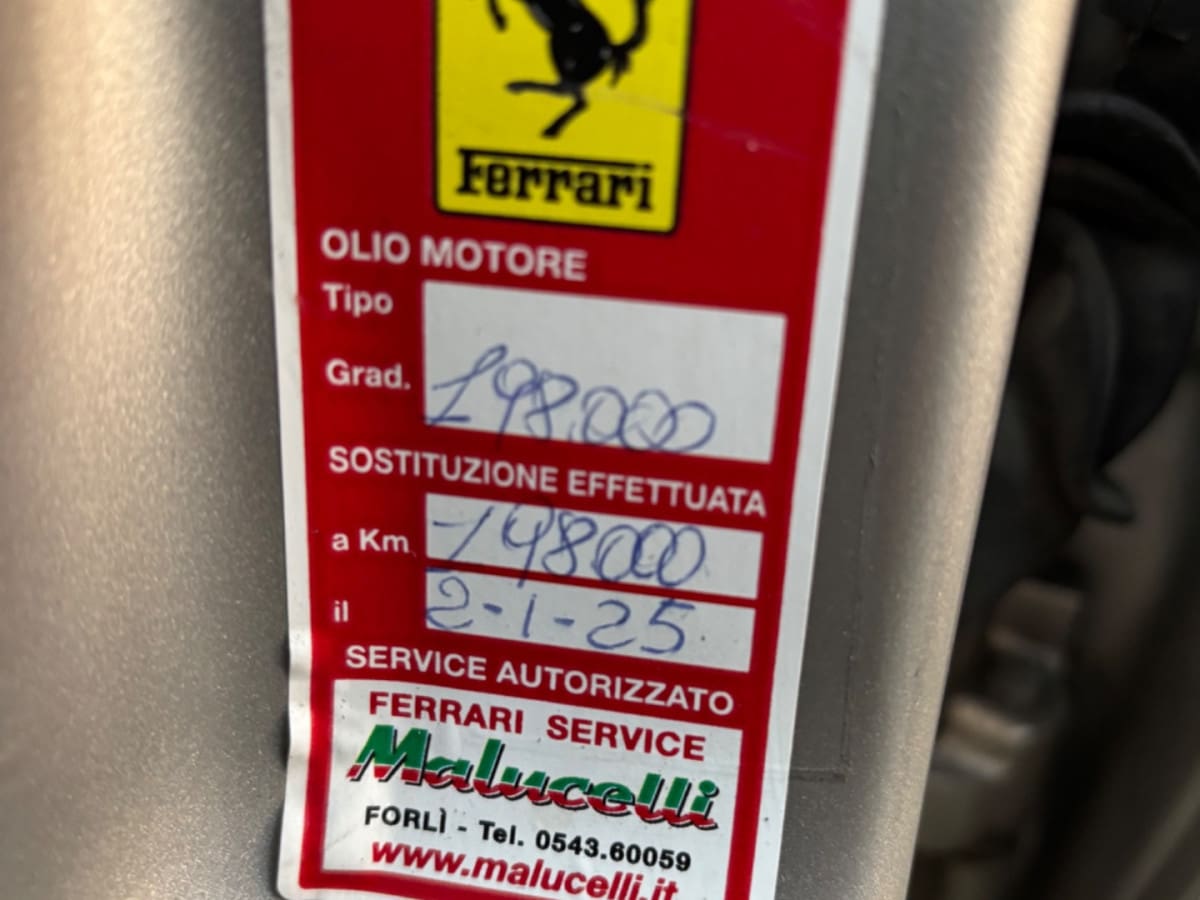 Ferrari
OLIO MOTORE
Tipo
Grad. 198.000
SOSTITUZIONE EFFETTUATA
a Km 198000
il 2-1-25
SERVICE AUTORIZZATO
FERRARI SERVICE
Malucelli
FORLÌ - Tel. 0543.60059
www.malucelli.it